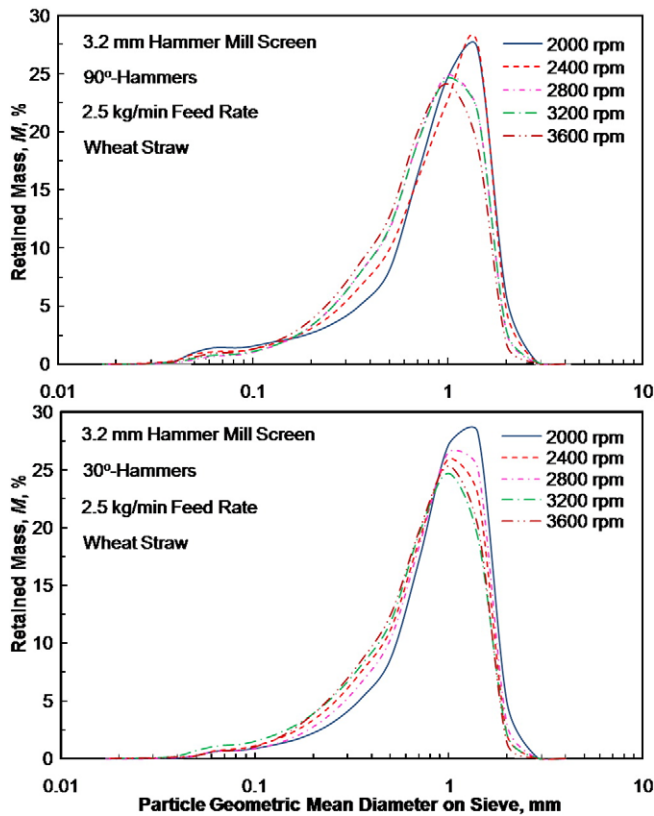 30
25
20
15
10
5
0
Retained Mass, M, %
3.2 mm Hammer Mill Screen
90º-Hammers
2.5 kg/min Feed Rate
Wheat Straw
2000 rpm
2400 rpm
2800 rpm
3200 rpm
3600 rpm
0.01 0.1 1 10
30
25
20
15
10
5
0
Retained Mass, M, %
3.2 mm Hammer Mill Screen
30º-Hammers
2.5 kg/min Feed Rate
Wheat Straw
2000 rpm
2400 rpm
2800 rpm
3200 rpm
3600 rpm
0.01 0.1 1 10
Particle Geometric Mean Diameter on Sieve, mm